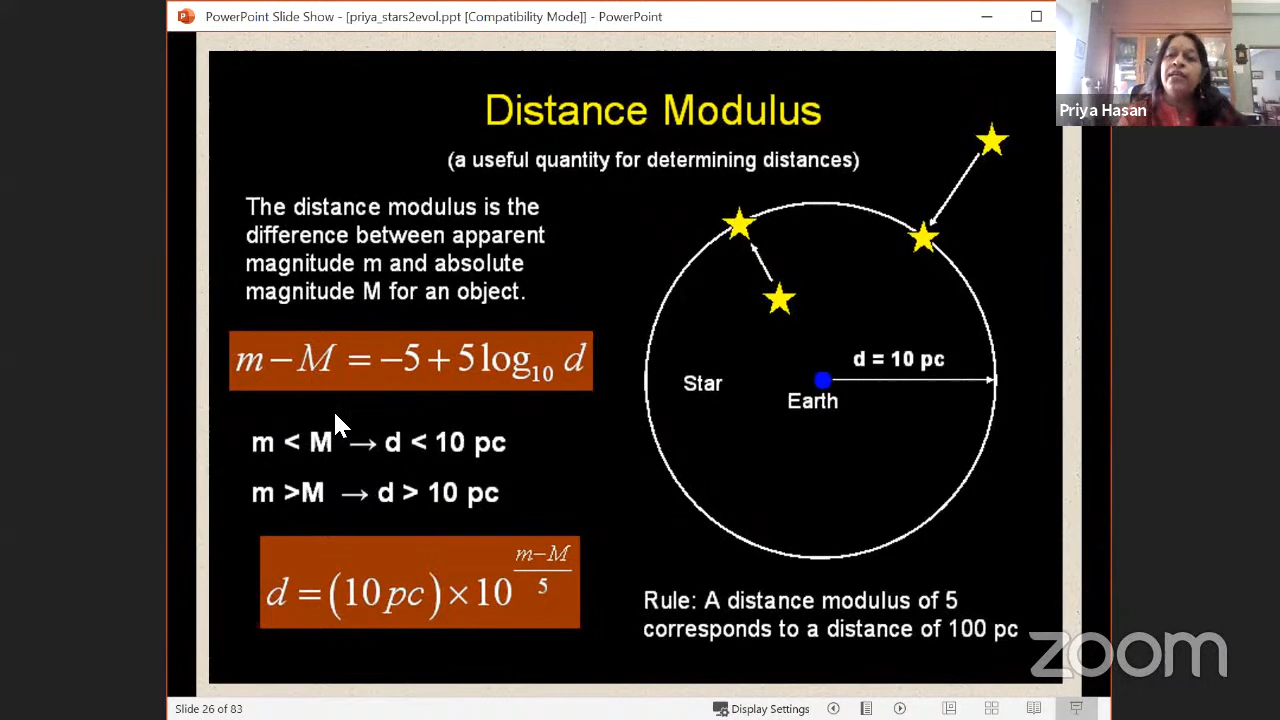 PowerPoint Slide Show - [priya_stars2evol.ppt [Compatibility Mode]] - PowerPoint
Priya Hasan
Distance Modulus
(a useful quantity for determining distances)
The distance modulus is the
difference between apparent
magnitude m and absolute
magnitude M for an object.
m − M = −5 + 5 log₁₀ d
m < M → d < 10 pc
m >M → d > 10 pc
d = (10 pc) × 10^((m−M)/5)
d = 10 pc
Star
Earth
Rule: A distance modulus of 5
corresponds to a distance of 100 pc
zoom
Slide 26 of 83
Display Settings